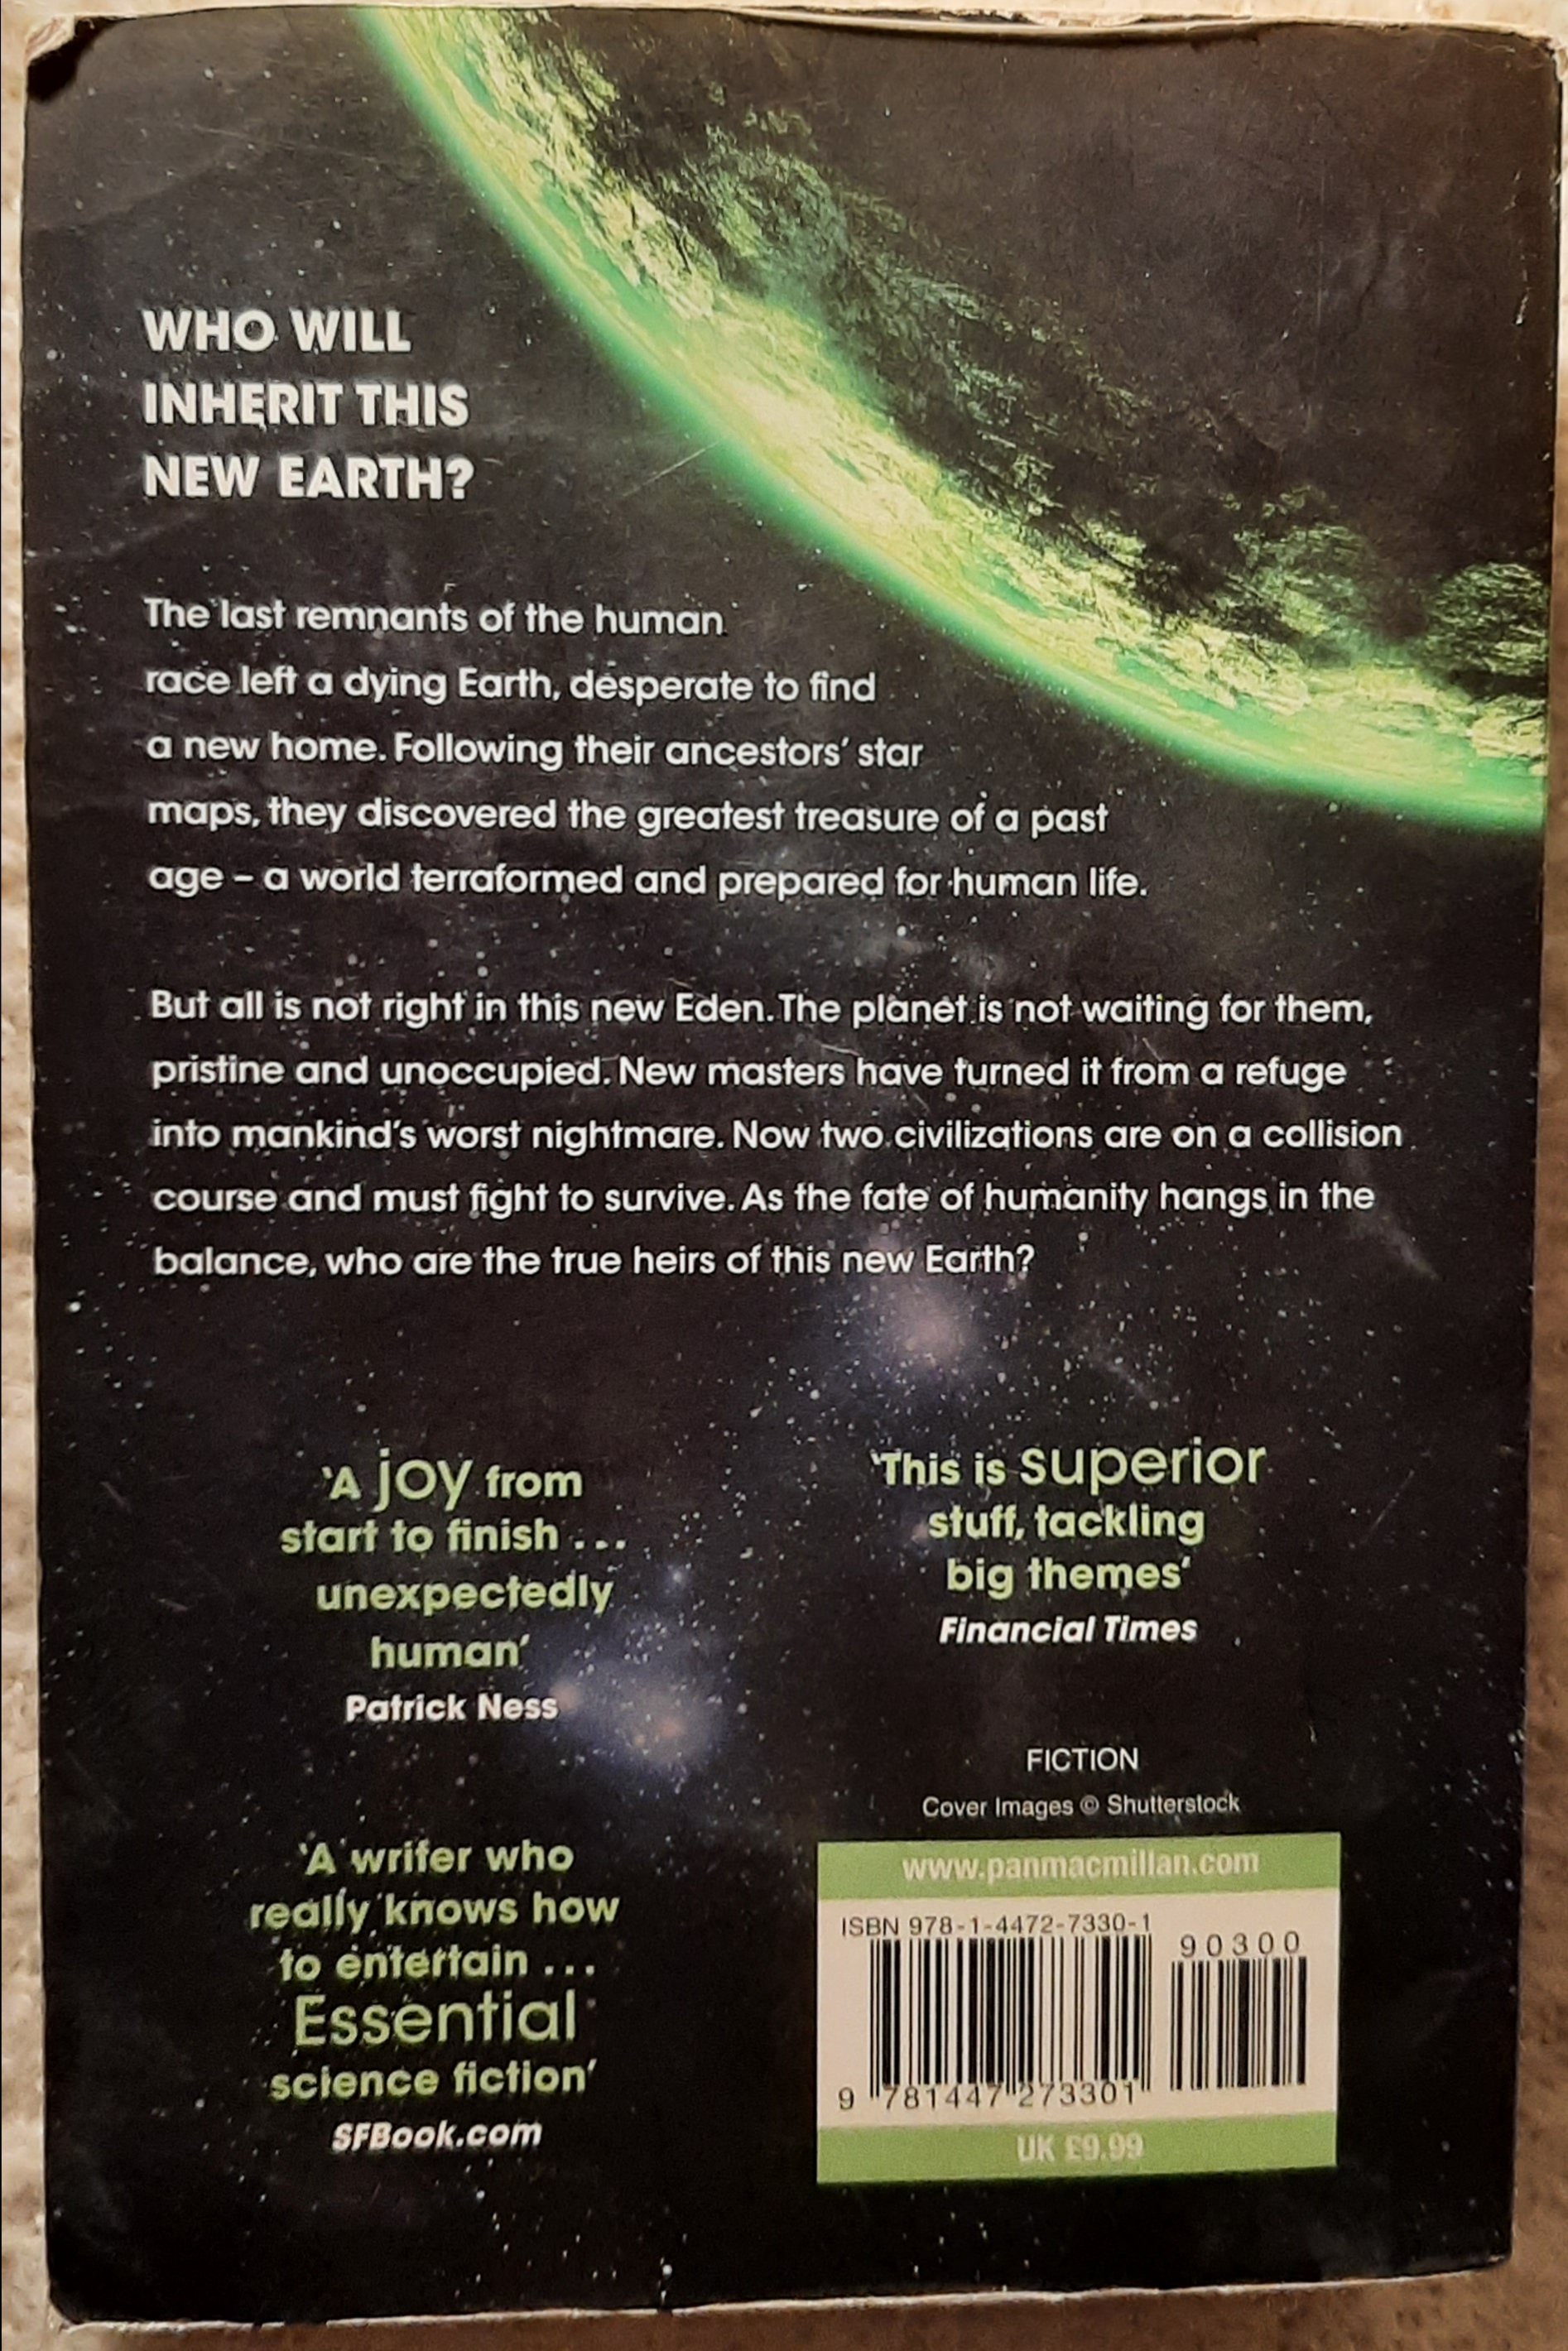 WHO WILL
INHERIT THIS
NEW EARTH?
The last remnants of the human
race left a dying Earth, desperate to find
a new home. Following their ancestors' star
maps, they discovered the greatest treasure of a past
age – a world terraformed and prepared for human life.
But all is not right in this new Eden. The planet is not waiting for them,
pristine and unoccupied. New masters have turned it from a refuge
into mankind's worst nightmare. Now two civilizations are on a collision
course and must fight to survive. As the fate of humanity hangs in the
balance, who are the true heirs of this new Earth?
'A joy from
start to finish ...
unexpectedly
human'
Patrick Ness
'This is superior
stuff, tackling
big themes'
Financial Times
'A writer who
really knows how
to entertain ...
Essential
science fiction'
SFBook.com
FICTION
Cover Images © Shutterstock
www.panmacmillan.com
ISBN 978-1-4472-7330-1
90300
9 781447 273301
UK £9.99